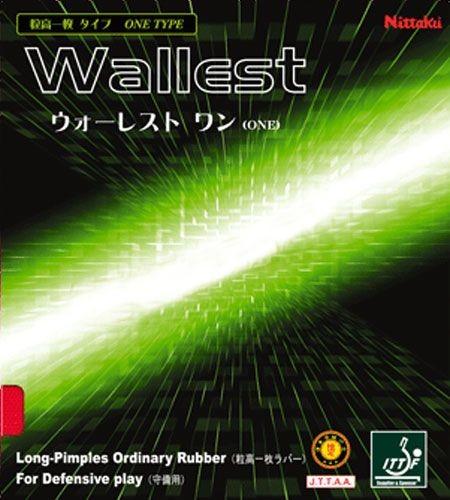 粒高一枚 タイプ ONE TYPE
Nittaku
Wallest
ウォーレスト ワン (ONE)
Long-Pimples Ordinary Rubber (粒高一枚ラバー)
For Defensive play (守備用)
J.T.T.A.A.
ITTF
Supplier & Sponsor